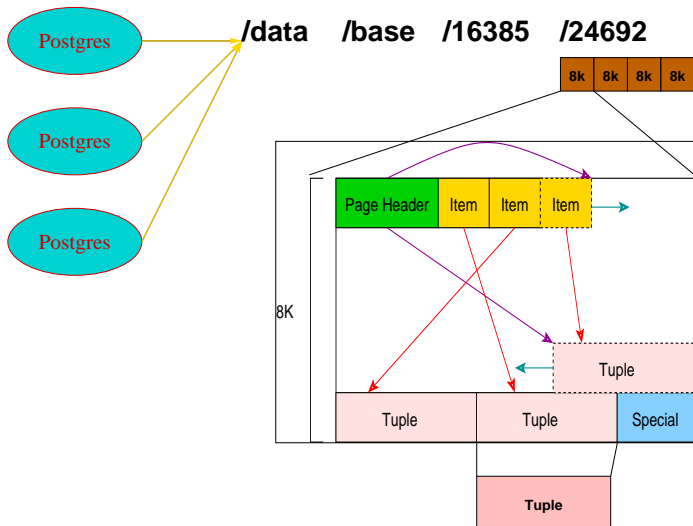 Postgres
Postgres
Postgres
/data /base /16385 /24692
8k 8k 8k 8k
Page Header Item Item Item
8K
Tuple
Tuple Tuple Special
Tuple